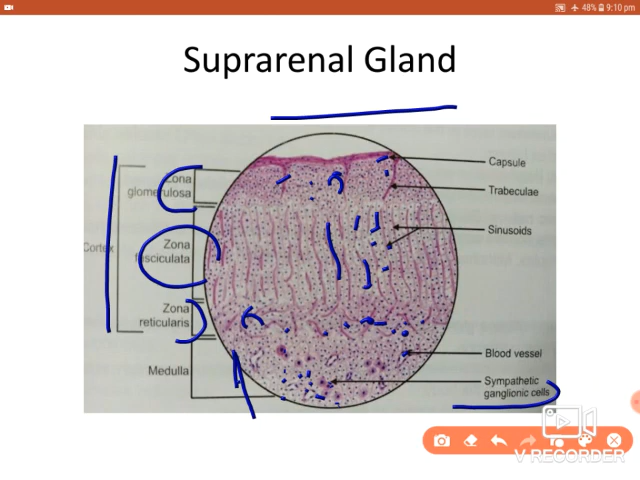 48% 9:10 pm
Suprarenal Gland
Capsule
Zona
glomerulosa
Trabeculae
Sinusoids
Cortex
Zona
fasciculata
Zona
reticularis
Blood vessel
Medulla
Sympathetic
ganglionic cells
V RECORDER